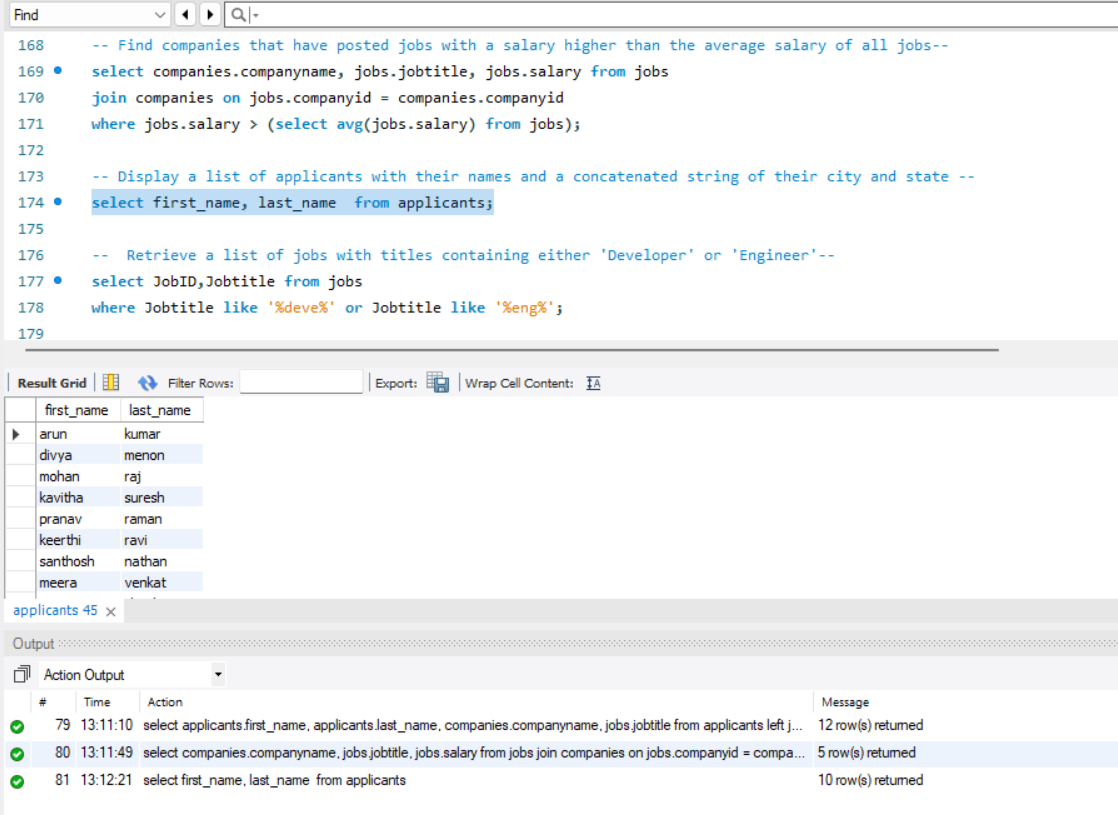 Find
168 -- Find companies that have posted jobs with a salary higher than the average salary of all jobs--
169 select companies.companyname, jobs.jobtitle, jobs.salary from jobs
170 join companies on jobs.companyid = companies.companyid
171 where jobs.salary > (select avg(jobs.salary) from jobs);
172
173 -- Display a list of applicants with their names and a concatenated string of their city and state --
174 select first_name, last_name  from applicants;
175
176 --  Retrieve a list of jobs with titles containing either 'Developer' or 'Engineer'--
177 select JobID,Jobtitle from jobs
178 where Jobtitle like '%deve%' or Jobtitle like '%eng%';
179
Result Grid Filter Rows: Export: Wrap Cell Content: IA
first_name last_name
arun kumar
divya menon
mohan raj
kavitha suresh
pranav raman
keerthi ravi
santhosh nathan
meera venkat
applicants 45
Output
Action Output
# Time Action Message
79 13:11:10 select applicants.first_name, applicants.last_name, companies.companyname, jobs.jobtitle from applicants left j... 12 row(s) returned
80 13:11:49 select companies.companyname, jobs.jobtitle, jobs.salary from jobs join companies on jobs.companyid = compa... 5 row(s) returned
81 13:12:21 select first_name, last_name  from applicants 10 row(s) returned